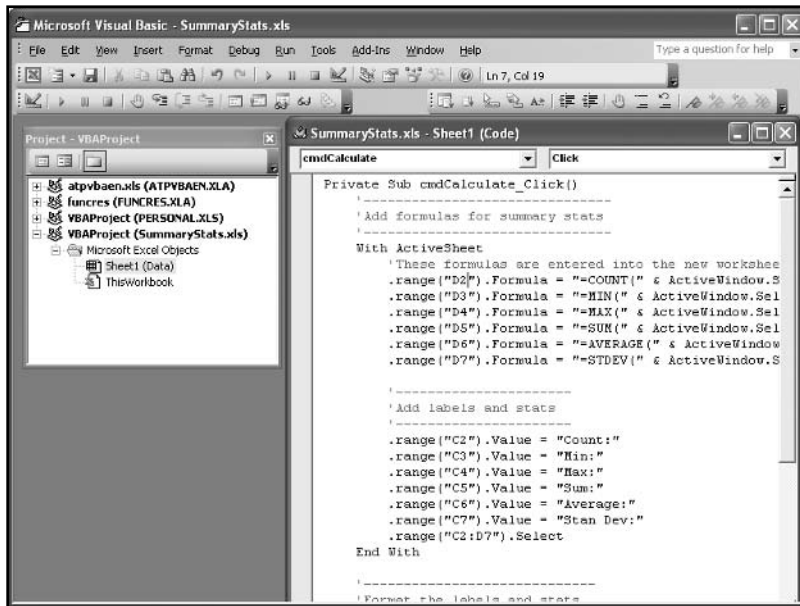 Microsoft Visual Basic - SummaryStats.xls
File Edit View Insert Format Debug Run Tools Add-Ins Window Help
Type a question for help
Ln 7, Col 19
Project - VBAProject
atpvbaen.xls (ATPVBAEN.XLA)
funcres (FUNCRES.XLA)
VBAProject (PERSONAL.XLS)
VBAProject (SummaryStats.xls)
Microsoft Excel Objects
Sheet1 (Data)
ThisWorkbook
SummaryStats.xls - Sheet1 (Code)
cmdCalculate
Click
Private Sub cmdCalculate_Click()
'-------------------------------
'Add formulas for summary stats
'-------------------------------
With ActiveSheet
'These formulas are entered into the new workshee
.range("D2").Formula = "=COUNT(" & ActiveWindow.S
.range("D3").Formula = "=MIN(" & ActiveWindow.Sel
.range("D4").Formula = "=MAX(" & ActiveWindow.Sel
.range("D5").Formula = "=SUM(" & ActiveWindow.Sel
.range("D6").Formula = "=AVERAGE(" & ActiveWindow
.range("D7").Formula = "=STDEV(" & ActiveWindow.S
'----------------------
'Add labels and stats
'----------------------
.range("C2").Value = "Count:"
.range("C3").Value = "Min:"
.range("C4").Value = "Max:"
.range("C5").Value = "Sum:"
.range("C6").Value = "Average:"
.range("C7").Value = "Stan Dev:"
.range("C2:D7").Select
End With
'-----------------------------
'Format the labels and stats